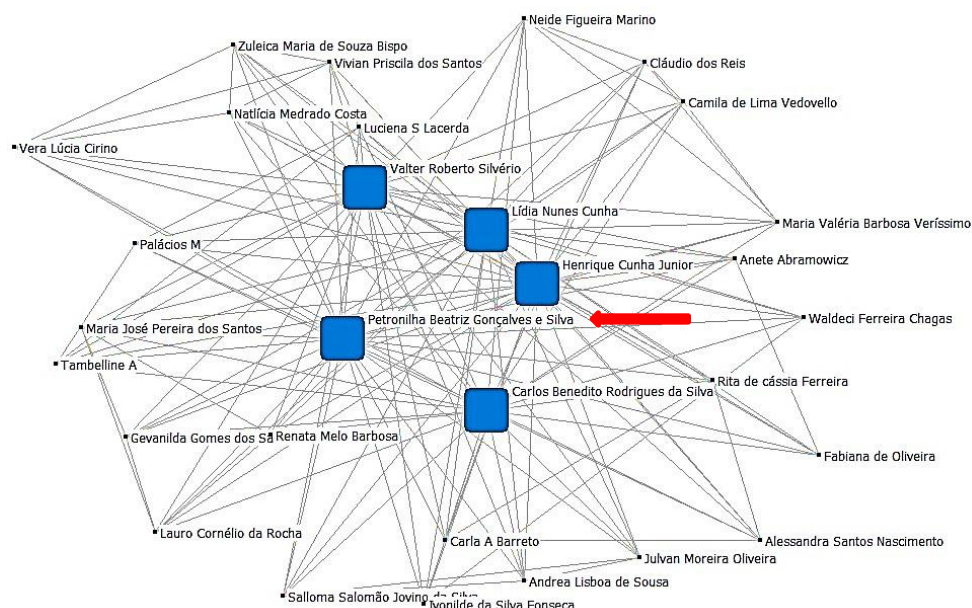 Neide Figueira Marino
Zuleica Maria de Souza Bispo
Vivian Priscila dos Santos
Cláudio dos Reis
Camila de Lima Vedovello
Natlícia Medrado Costa
Luciena S Lacerda
Vera Lúcia Cirino
Valter Roberto Silvério
Lídia Nunes Cunha
Maria Valéria Barbosa Veríssimo
Palácios M
Anete Abramowicz
Henrique Cunha Junior
Petronilha Beatriz Gonçalves e Silva
Waldeci Ferreira Chagas
Maria José Pereira dos Santos
Tambelline A
Rita de cássia Ferreira
Carlos Benedito Rodrigues da Silva
Gevanilda Gomes dos Sa
Renata Melo Barbosa
Fabiana de Oliveira
Lauro Cornélio da Rocha
Carla A Barreto
Alessandra Santos Nascimento
Julvan Moreira Oliveira
Andrea Lisboa de Sousa
Salloma Salomão Jovino da Silva
Ivonilde da Silva Fonseca